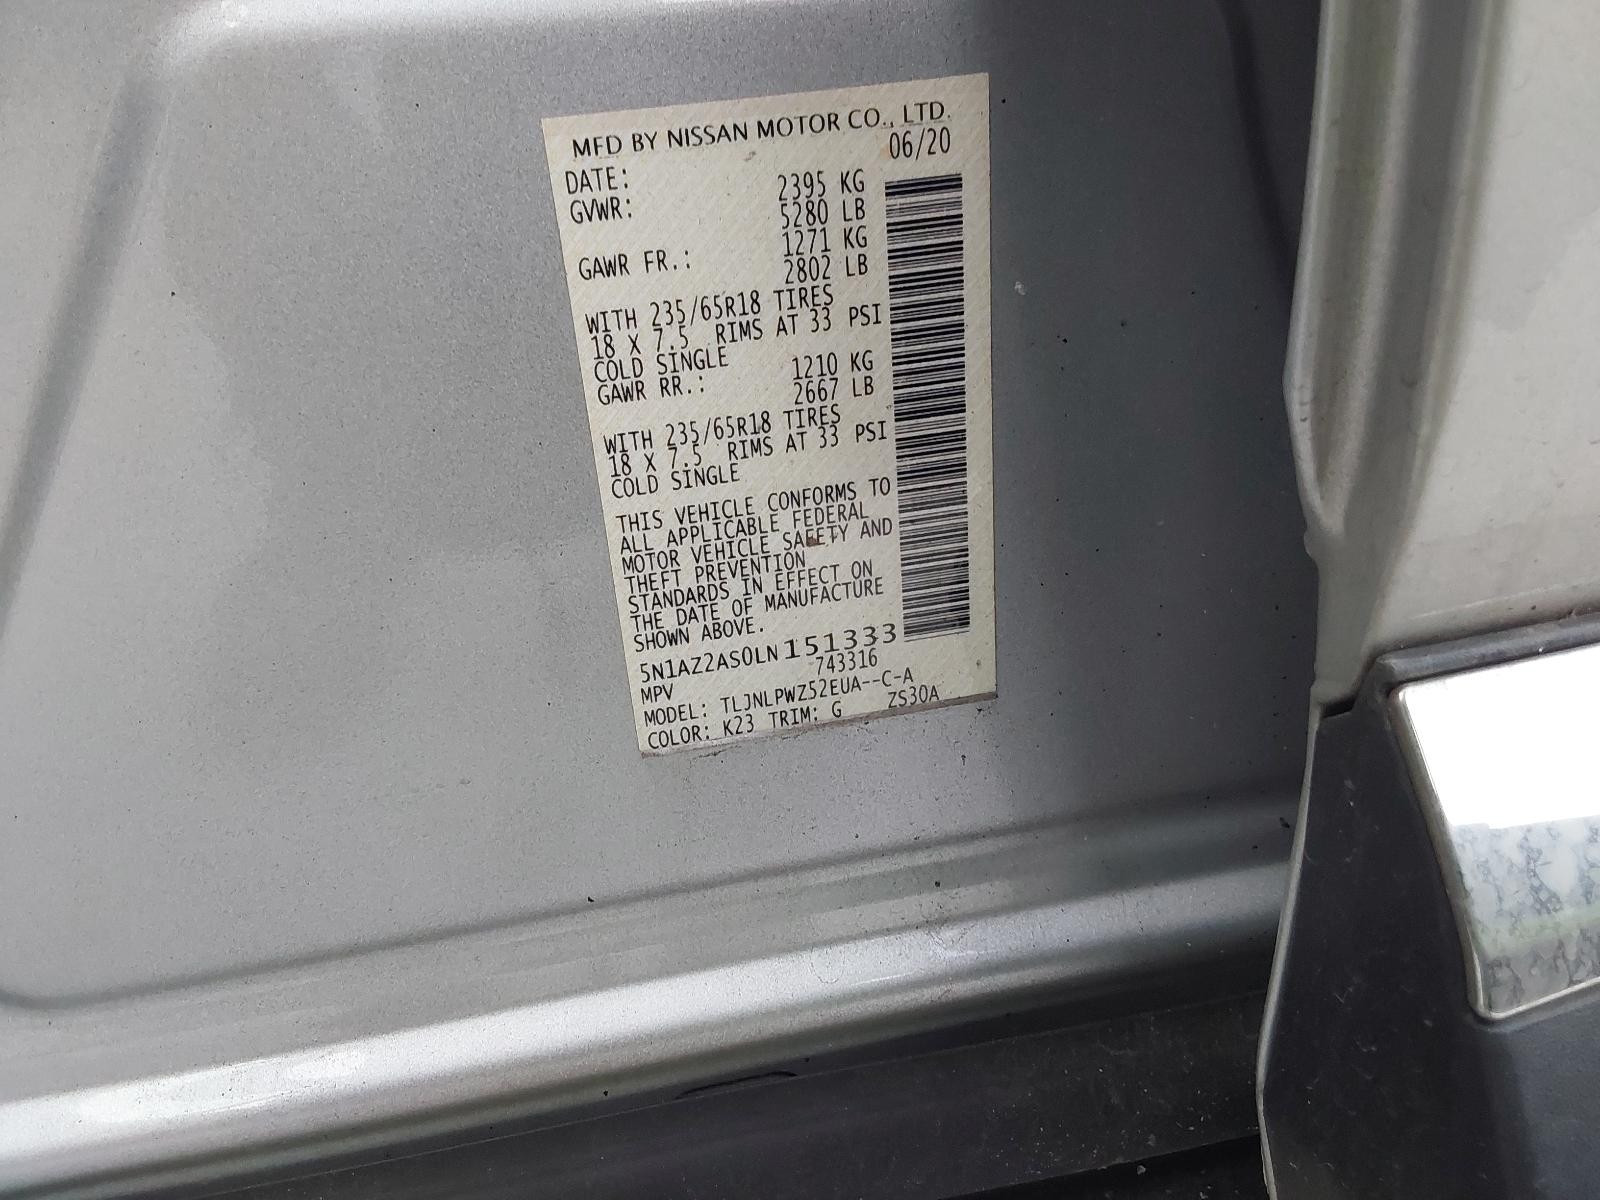 MFD BY NISSAN MOTOR CO., LTD.
DATE: 06/20
GVWR: 2395 KG
5280 LB
GAWR FR.: 1271 KG
2802 LB
WITH 235/65R18 TIRES
18 X 7.5 RIMS AT 33 PSI
COLD SINGLE
GAWR RR.: 1210 KG
2667 LB
WITH 235/65R18 TIRES
18 X 7.5 RIMS AT 33 PSI
COLD SINGLE
THIS VEHICLE CONFORMS TO
ALL APPLICABLE FEDERAL
MOTOR VEHICLE SAFETY AND
THEFT PREVENTION
STANDARDS IN EFFECT ON
THE DATE OF MANUFACTURE
SHOWN ABOVE.
5N1AZ2AS0LN151333
MPV 743316
MODEL: TLJNLPWZ52EUA--C-A
COLOR: K23 TRIM: G ZS30A